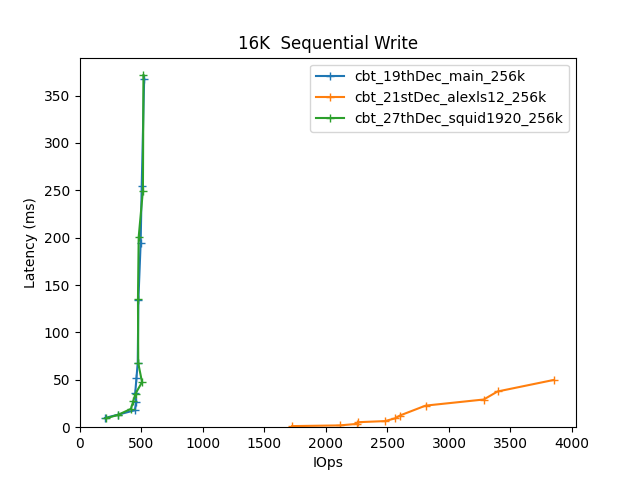 16K  Sequential Write
cbt_19thDec_main_256k
cbt_21stDec_alexls12_256k
cbt_27thDec_squid1920_256k
Latency (ms)
350
300
250
200
150
100
50
0
0 500 1000 1500 2000 2500 3000 3500 4000
IOps